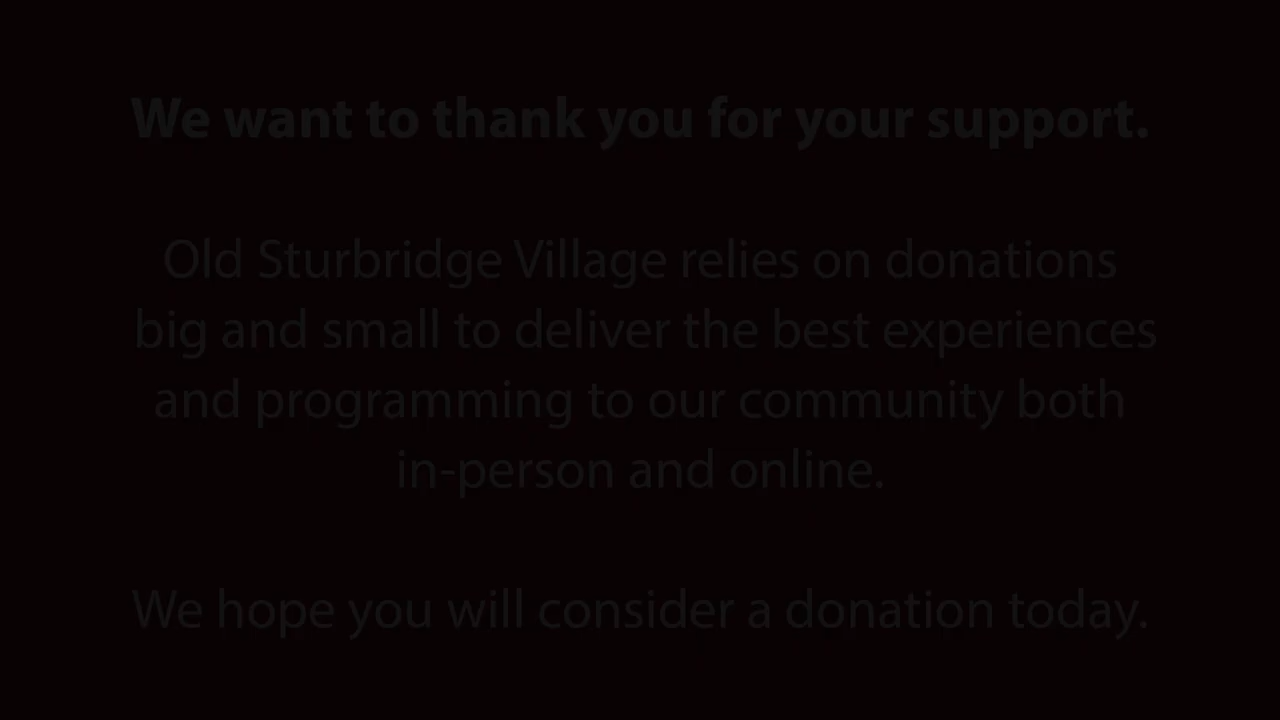 We want to thank you for your support.
Old Sturbridge Village relies on donations
big and small to deliver the best experiences
and programming to our community both
in-person and online.
We hope you will consider a donation today.